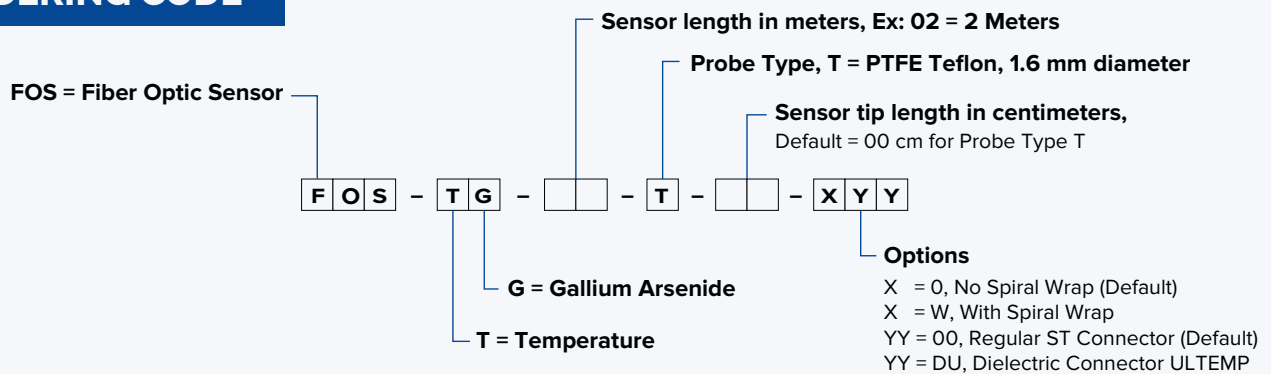 Sensor length in meters, Ex: 02 = 2 Meters
Probe Type, T = PTFE Teflon, 1.6 mm diameter
FOS = Fiber Optic Sensor
Sensor tip length in centimeters,
Default = 00 cm for Probe Type T
F O S – T G – – T – – X Y Y
Options
G = Gallium Arsenide
X = 0, No Spiral Wrap (Default)
X = W, With Spiral Wrap
T = Temperature
YY = 00, Regular ST Connector (Default)
YY = DU, Dielectric Connector ULTEMP